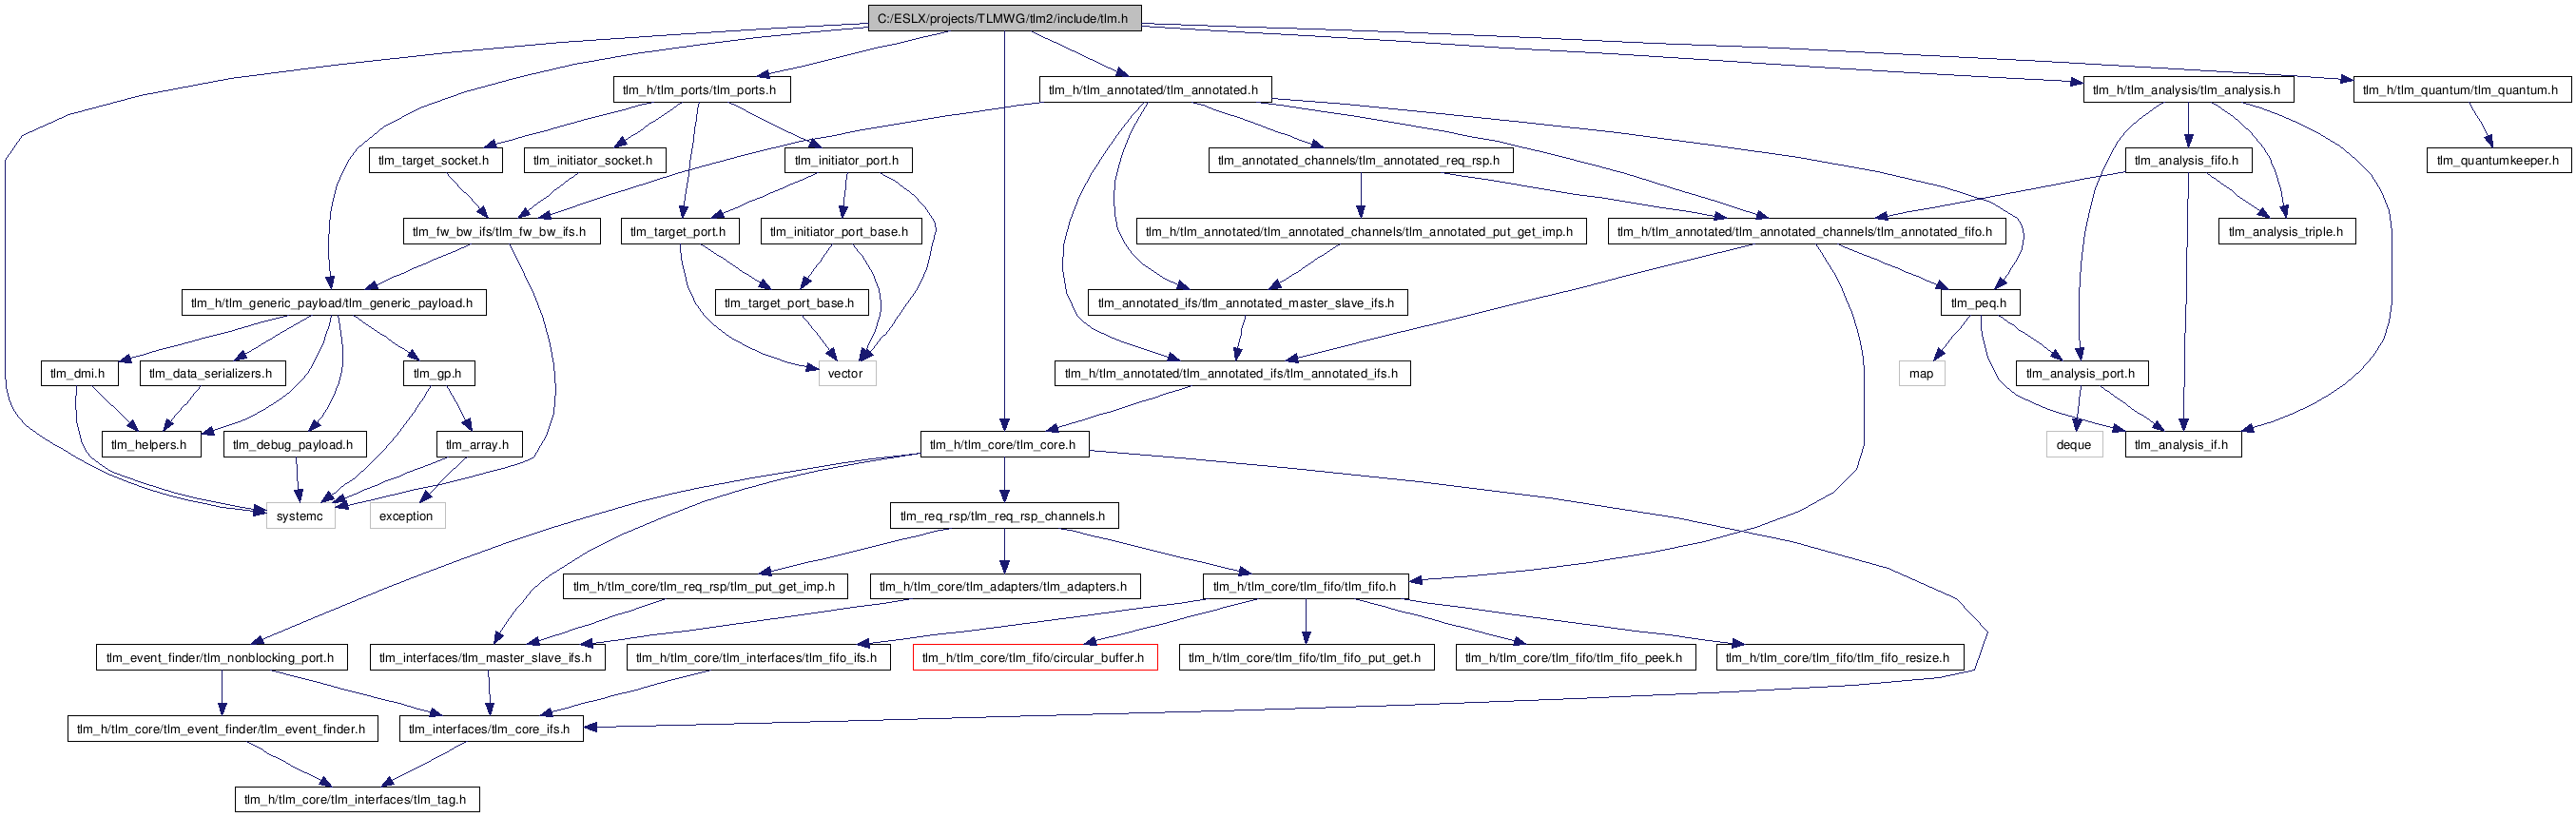 C:/ESLX/projects/TLMWG/tlm2/include/tlm.h
tlm_h/tlm_ports/tlm_ports.h
tlm_h/tlm_annotated/tlm_annotated.h
tlm_h/tlm_analysis/tlm_analysis.h
tlm_h/tlm_quantum/tlm_quantum.h
tlm_target_socket.h
tlm_initiator_socket.h
tlm_initiator_port.h
tlm_annotated_channels/tlm_annotated_req_rsp.h
tlm_analysis_fifo.h
tlm_quantumkeeper.h
tlm_fw_bw_ifs/tlm_fw_bw_ifs.h
tlm_target_port.h
tlm_initiator_port_base.h
tlm_h/tlm_annotated/tlm_annotated_channels/tlm_annotated_put_get_imp.h
tlm_h/tlm_annotated/tlm_annotated_channels/tlm_annotated_fifo.h
tlm_analysis_triple.h
tlm_h/tlm_generic_payload/tlm_generic_payload.h
tlm_target_port_base.h
tlm_annotated_ifs/tlm_annotated_master_slave_ifs.h
tlm_peq.h
tlm_dmi.h
tlm_data_serializers.h
tlm_gp.h
vector
tlm_h/tlm_annotated/tlm_annotated_ifs/tlm_annotated_ifs.h
map
tlm_analysis_port.h
tlm_helpers.h
tlm_debug_payload.h
tlm_array.h
tlm_h/tlm_core/tlm_core.h
deque
tlm_analysis_if.h
systemc
exception
tlm_req_rsp/tlm_req_rsp_channels.h
tlm_h/tlm_core/tlm_req_rsp/tlm_put_get_imp.h
tlm_h/tlm_core/tlm_adapters/tlm_adapters.h
tlm_h/tlm_core/tlm_fifo/tlm_fifo.h
tlm_event_finder/tlm_nonblocking_port.h
tlm_interfaces/tlm_master_slave_ifs.h
tlm_h/tlm_core/tlm_interfaces/tlm_fifo_ifs.h
tlm_h/tlm_core/tlm_fifo/circular_buffer.h
tlm_h/tlm_core/tlm_fifo/tlm_fifo_put_get.h
tlm_h/tlm_core/tlm_fifo/tlm_fifo_peek.h
tlm_h/tlm_core/tlm_fifo/tlm_fifo_resize.h
tlm_h/tlm_core/tlm_event_finder/tlm_event_finder.h
tlm_interfaces/tlm_core_ifs.h
tlm_h/tlm_core/tlm_interfaces/tlm_tag.h